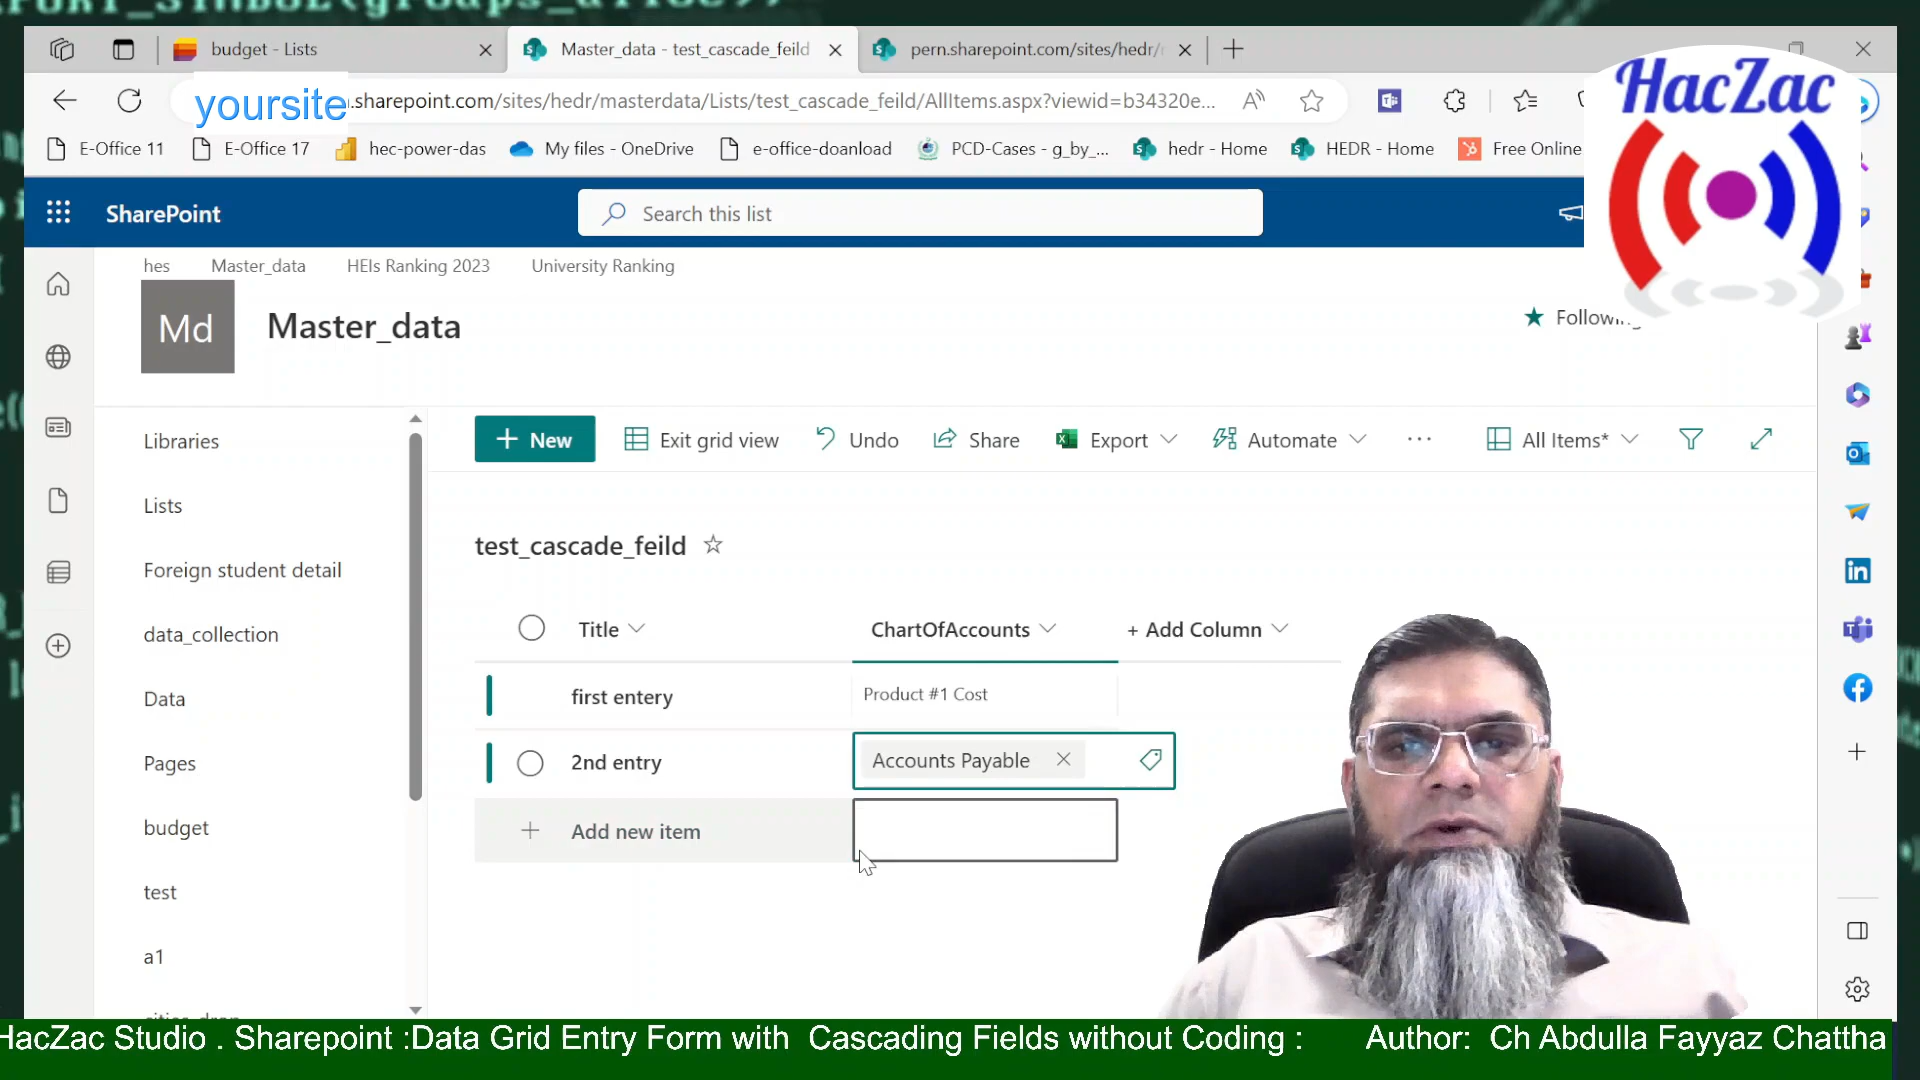 budget - Lists
Master_data - test_cascade_feild
pern.sharepoint.com/sites/hedr/
yoursite
.sharepoint.com/sites/hedr/masterdata/Lists/test_cascade_feild/AllItems.aspx?viewid=b34320e...
E-Office 11
E-Office 17
hec-power-das
My files - OneDrive
e-office-doanload
PCD-Cases - g_by_...
hedr - Home
HEDR - Home
Free Online
HacZac
SharePoint
Search this list
hes
Master_data
HEIs Ranking 2023
University Ranking
Md
Master_data
Following
Libraries
Lists
Foreign student detail
data_collection
Data
Pages
budget
test
a1
+ New
Exit grid view
Undo
Share
Export
Automate
...
All Items*
test_cascade_feild
Title
ChartOfAccounts
+ Add Column
first entery
Product #1 Cost
2nd entry
Accounts Payable
Add new item
HacZac Studio . Sharepoint :Data Grid Entry Form with Cascading Fields without Coding : Author: Ch Abdulla Fayyaz Chattha